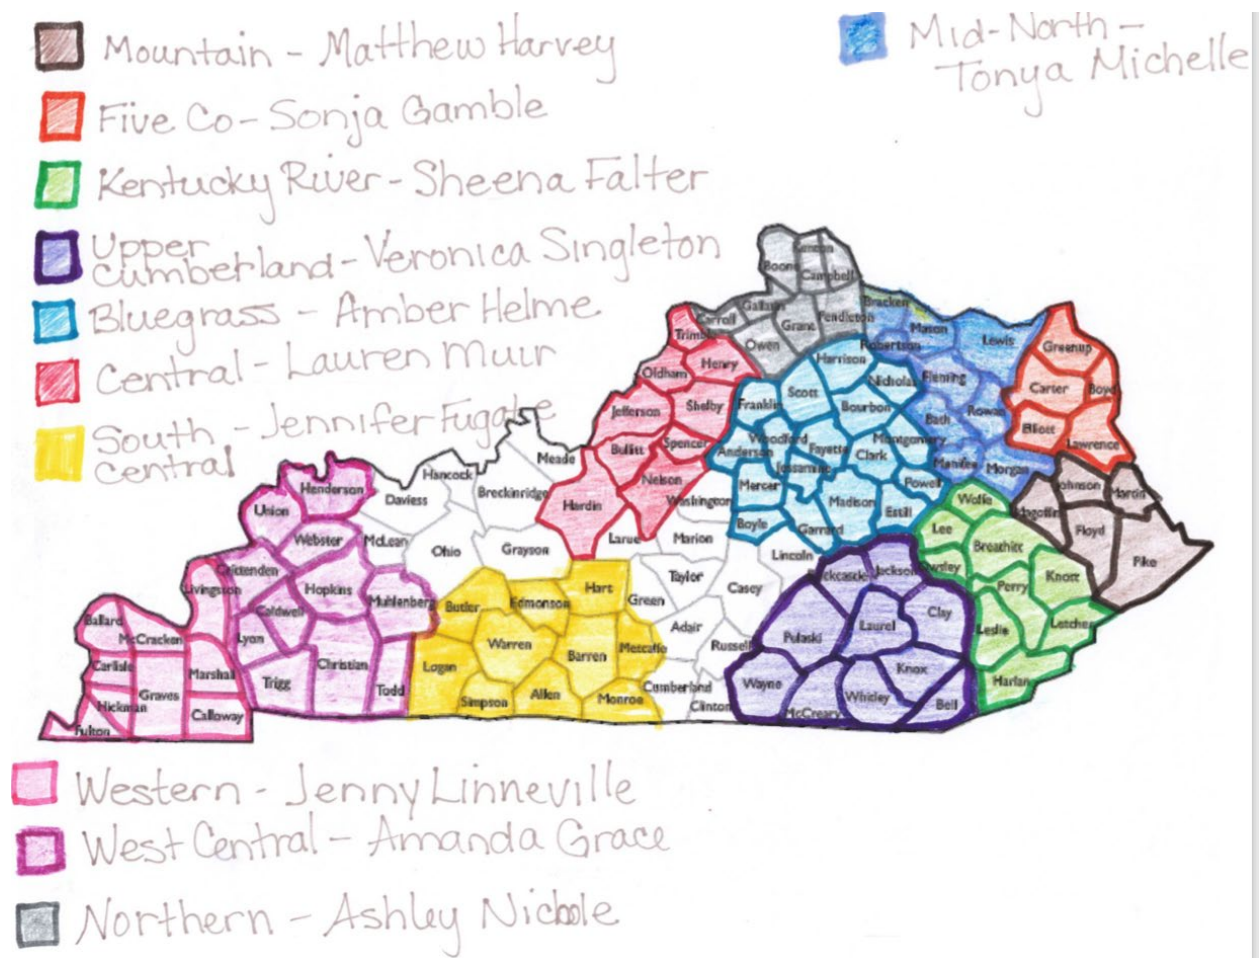 Mountain - Matthew Harvey
Five Co - Sonja Gamble
Kentucky River - Sheena Falter
Upper
Cumberland - Veronica Singleton
Bluegrass - Amber Helme
Central - Lauren Muir
South - Jennifer Fugate
Central
Mid-North -
Tonya Michelle
Boone
Kenton
Campbell
Gallatin
Carroll
Grant
Pendleton
Owen
Bracken
Mason
Robertson
Lewis
Fleming
Rowan
Bath
Menifee
Morgan
Greenup
Carter
Boyd
Elliott
Lawrence
Trimble
Henry
Oldham
Jefferson
Shelby
Bullitt
Spencer
Nelson
Hardin
Harrison
Nicholas
Scott
Franklin
Bourbon
Woodford
Fayette
Montgomery
Anderson
Jessamine
Clark
Mercer
Madison
Powell
Estill
Boyle
Garrard
Lincoln
Johnson
Martin
Magoffin
Floyd
Pike
Wolfe
Lee
Breathitt
Owsley
Perry
Knott
Leslie
Letcher
Harlan
Rockcastle
Jackson
Clay
Laurel
Pulaski
Knox
Wayne
Whitley
McCreary
Bell
Meade
Hancock
Breckinridge
Daviess
McLean
Ohio
Grayson
Larue
Washington
Marion
Taylor
Casey
Green
Adair
Russell
Cumberland
Clinton
Hart
Edmonson
Butler
Warren
Barren
Metcalfe
Logan
Simpson
Allen
Monroe
Henderson
Union
Webster
Crittenden
Hopkins
Muhlenberg
Caldwell
Lyon
Trigg
Christian
Todd
Livingston
Ballard
McCracken
Carlisle
Marshall
Graves
Hickman
Calloway
Fulton
Western - Jenny Linneville
West Central - Amanda Grace
Northern - Ashley Nichole